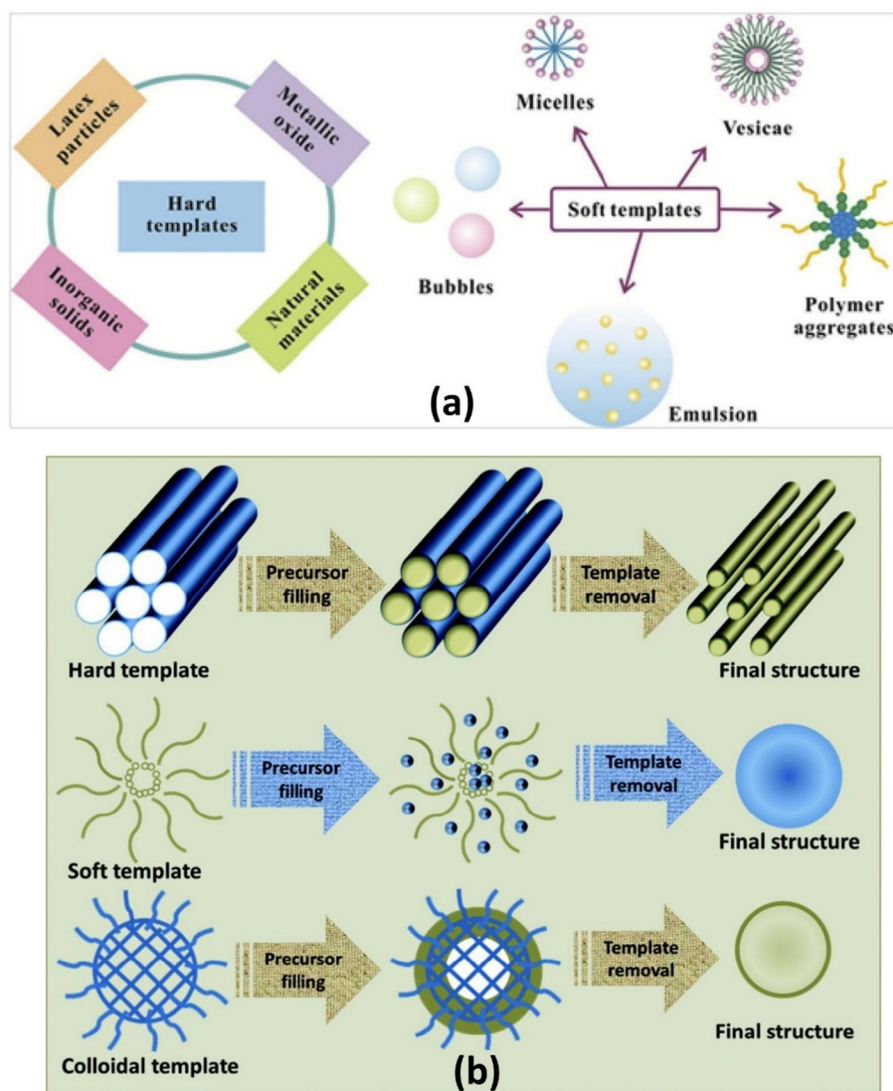 Latex
particles
Metallic
oxide
Hard
templates
Inorganic
solids
Natural
materials
Micelles
Vesicae
Soft templates
Bubbles
Polymer
aggregates
Emulsion
(a)
Precursor
filling
Template
removal
Hard template
Final structure
Precursor
filling
Template
removal
Soft template
Final structure
Precursor
filling
Template
removal
Colloidal template
Final structure
(b)